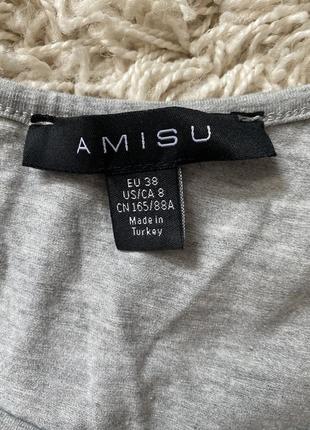 AMISU
EU 38
US/CA 8
CN 165/88A
Made in
Turkey